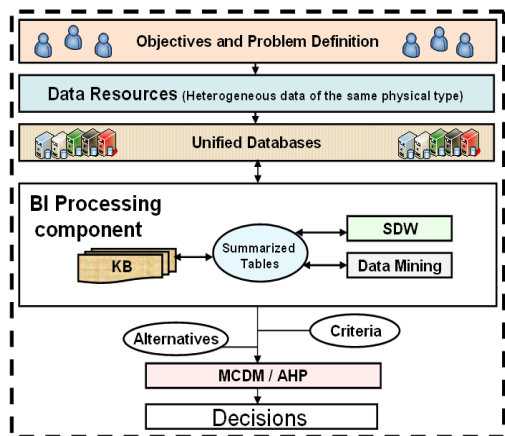 Objectives and Problem Definition
Data Resources (Heterogeneous data of the same physical type)
Unified Databases
BI Processing
component
SDW
Summarized
Tables
KB
Data Mining
Criteria
Alternatives
MCDM / AHP
Decisions